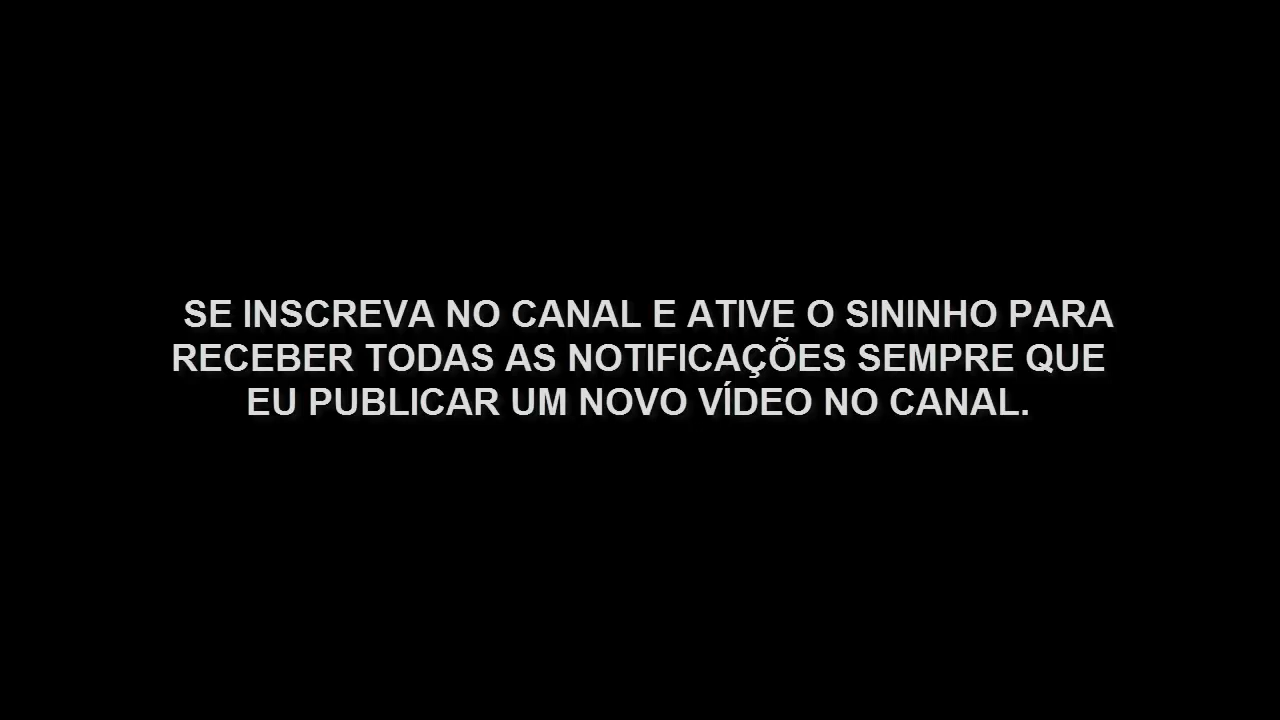 SE INSCREVA NO CANAL E ATIVE O SININHO PARA
RECEBER TODAS AS NOTIFICAÇÕES SEMPRE QUE
EU PUBLICAR UM NOVO VÍDEO NO CANAL.